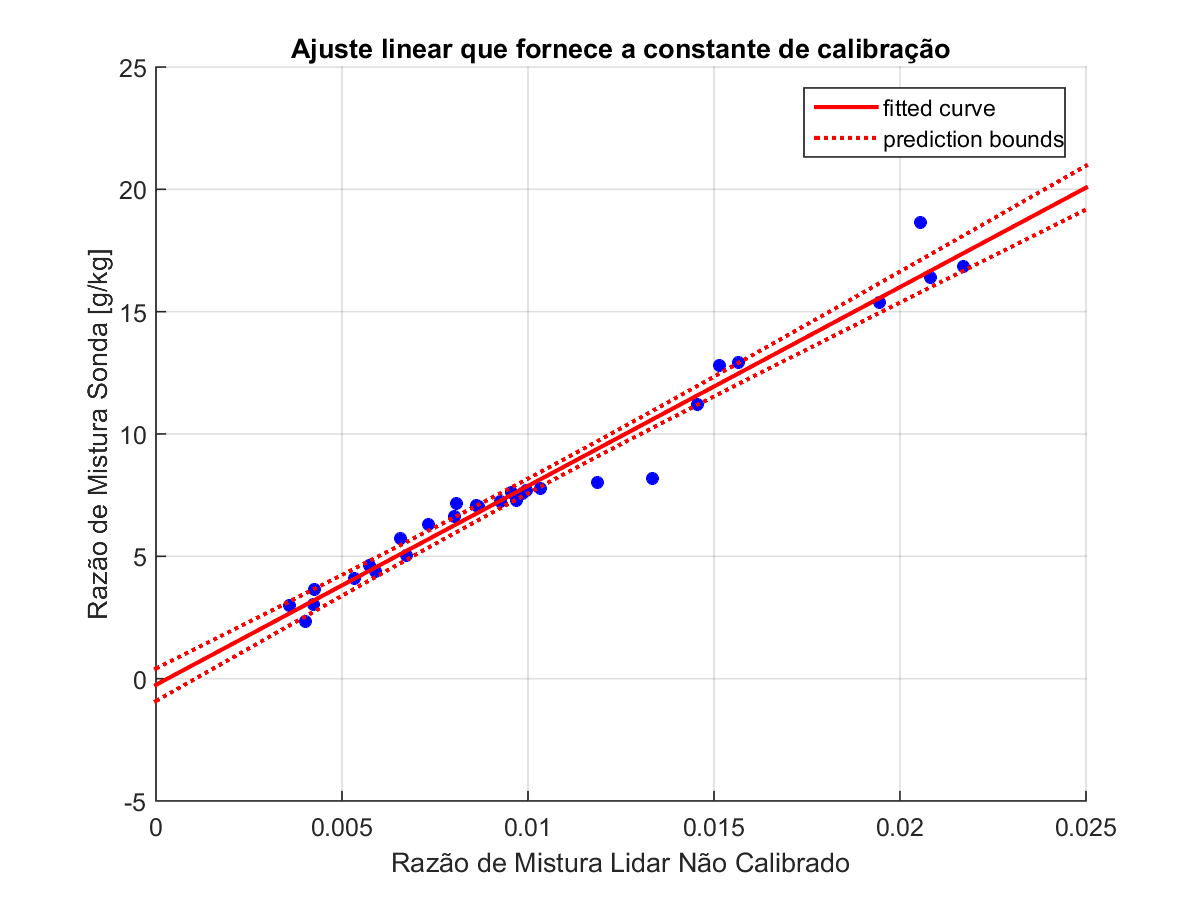 Ajuste linear que fornece a constante de calibração
fitted curve
prediction bounds
25
20
15
10
5
0
-5
Razão de Mistura Sonda [g/kg]
0
0.005
0.01
0.015
0.02
0.025
Razão de Mistura Lidar Não Calibrado